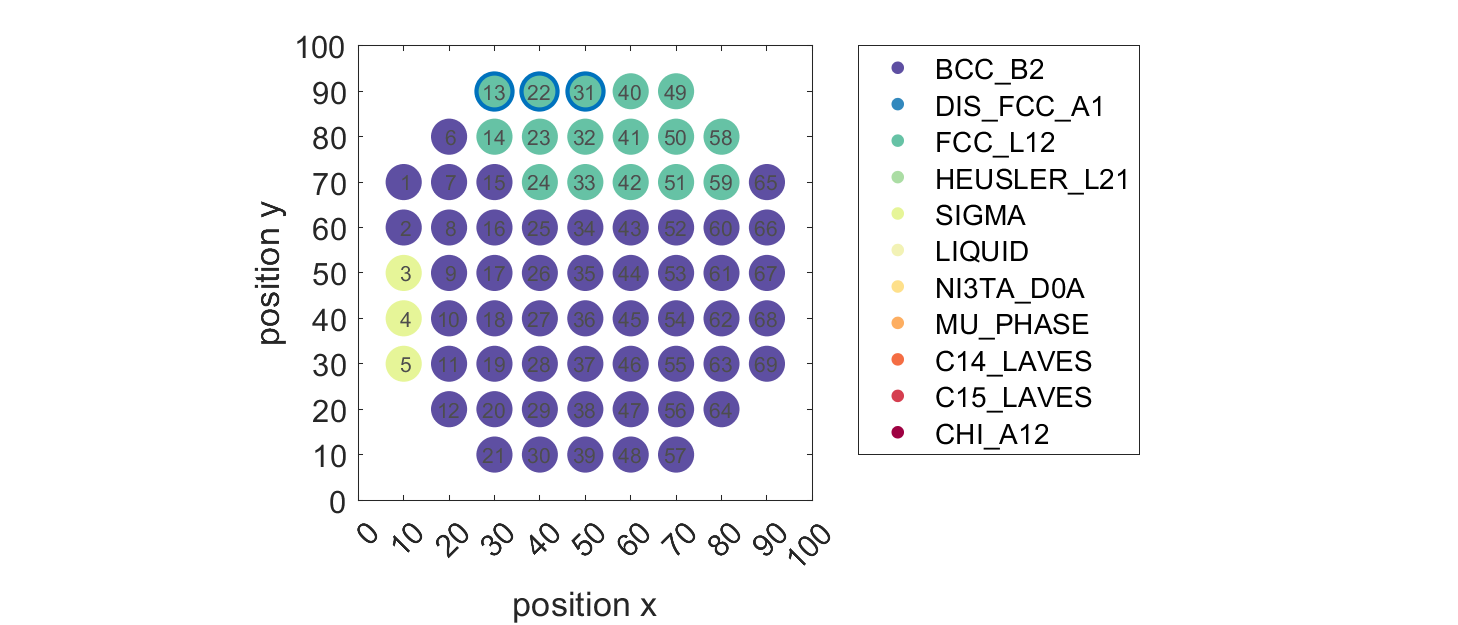 100
90
80
70
60
50
40
30
20
10
0
13 22 31 40 49
6 14 23 32 41 50 58
1 7 15 24 33 42 51 59 65
2 8 16 25 34 43 52 60 66
3 9 17 26 35 44 53 61 67
4 10 18 27 36 45 54 62 68
5 11 19 28 37 46 55 63 69
12 20 29 38 47 56 64
21 30 39 48 57
0 10 20 30 40 50 60 70 80 90 100
position x
position y
BCC_B2
DIS_FCC_A1
FCC_L12
HEUSLER_L21
SIGMA
LIQUID
NI3TA_D0A
MU_PHASE
C14_LAVES
C15_LAVES
CHI_A12